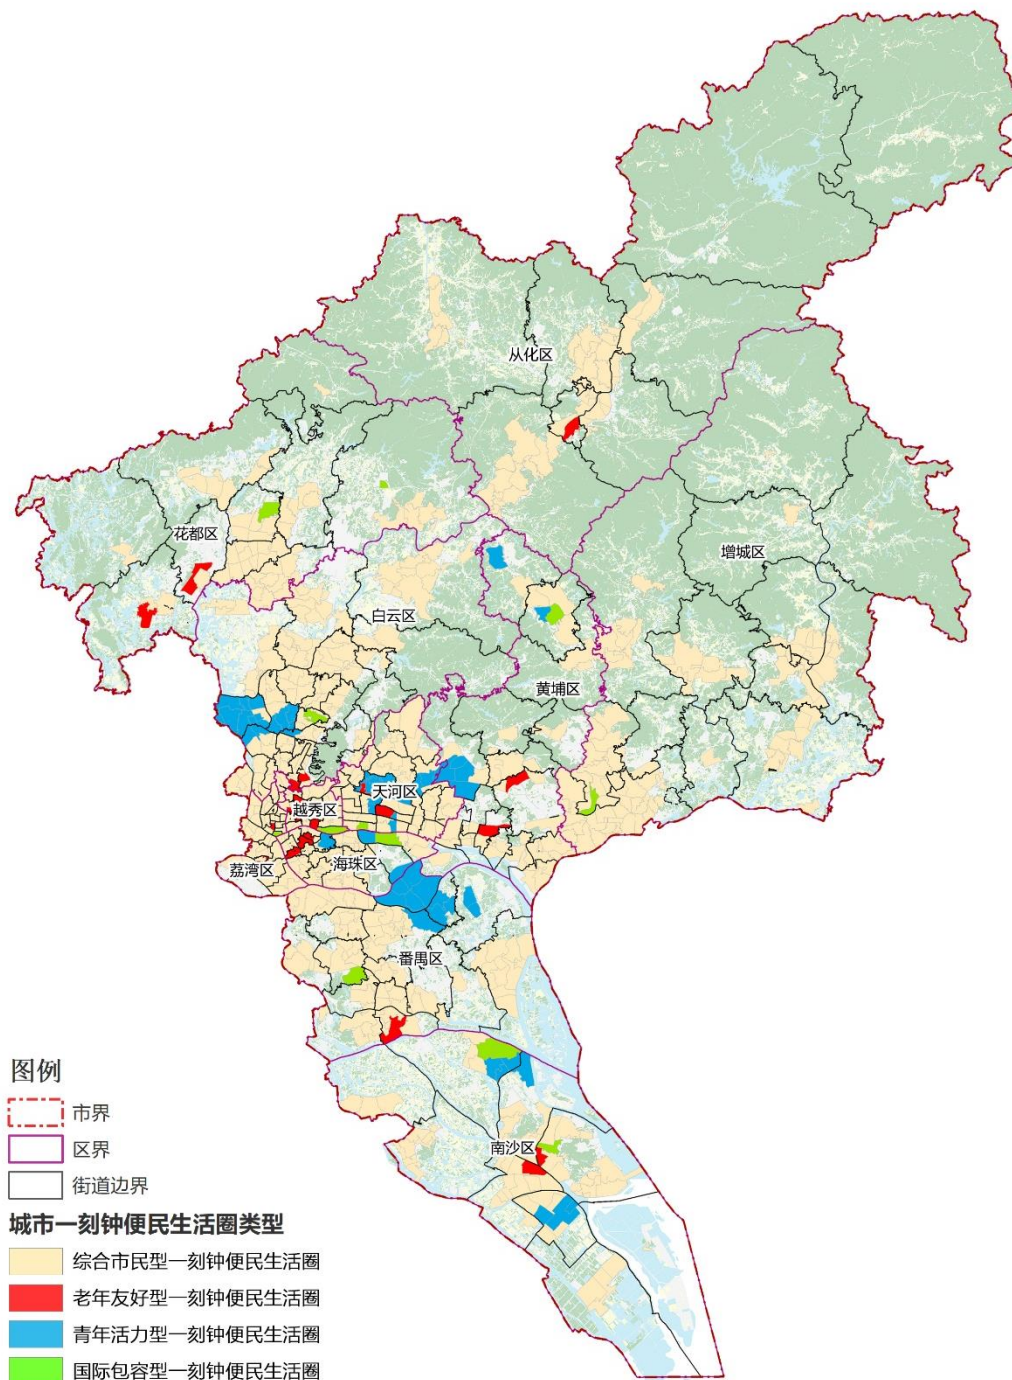 从化区
花都区
增城区
白云区
黄埔区
天河区
越秀区
荔湾区
海珠区
番禺区
南沙区
图例
市界
区界
街道边界
城市一刻钟便民生活圈类型
综合市民型一刻钟便民生活圈
老年友好型一刻钟便民生活圈
青年活力型一刻钟便民生活圈
国际包容型一刻钟便民生活圈